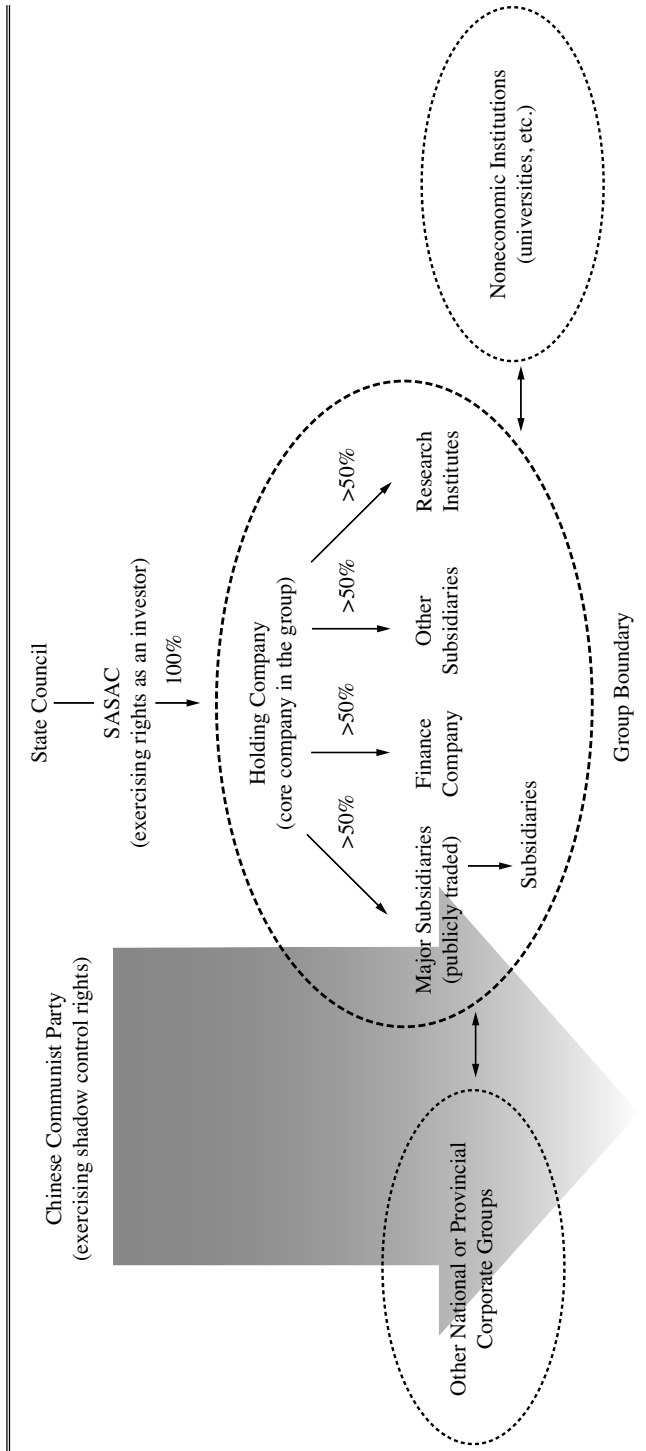 Chinese Communist Party
(exercising shadow control rights)
State Council
SASAC
(exercising rights as an investor)
100%
Holding Company
(core company in the group)
>50%
>50%
>50%
>50%
Major Subsidiaries
(publicly traded)
Finance
Company
Other
Subsidiaries
Research
Institutes
Subsidiaries
Other National or Provincial
Corporate Groups
Noneconomic Institutions
(universities, etc.)
Group Boundary